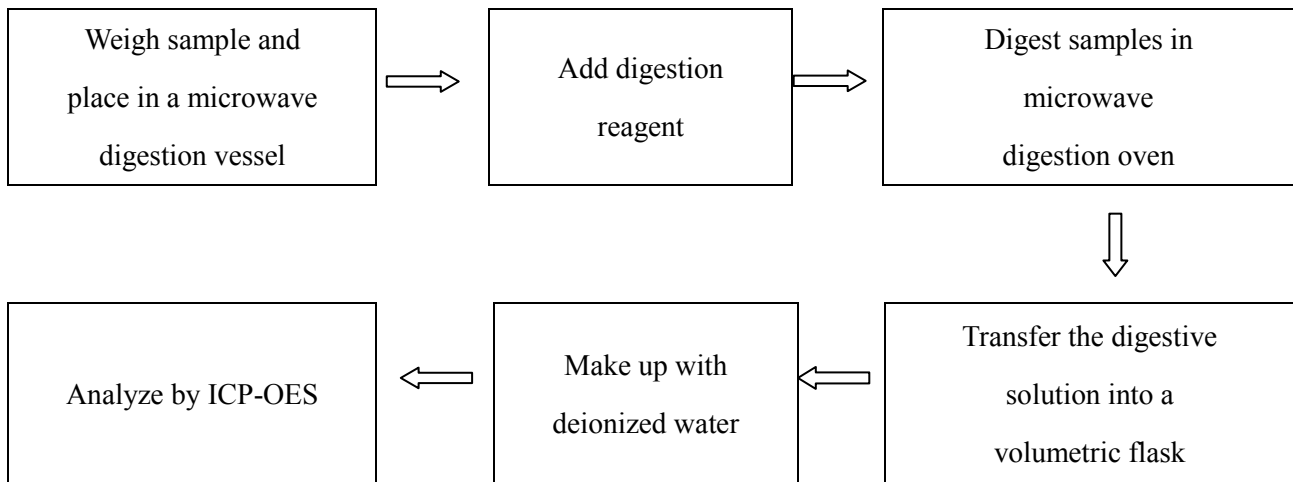 Weigh sample and
place in a microwave
digestion vessel
Add digestion
reagent
Digest samples in
microwave
digestion oven
Transfer the digestive
solution into a
volumetric flask
Make up with
deionized water
Analyze by ICP-OES